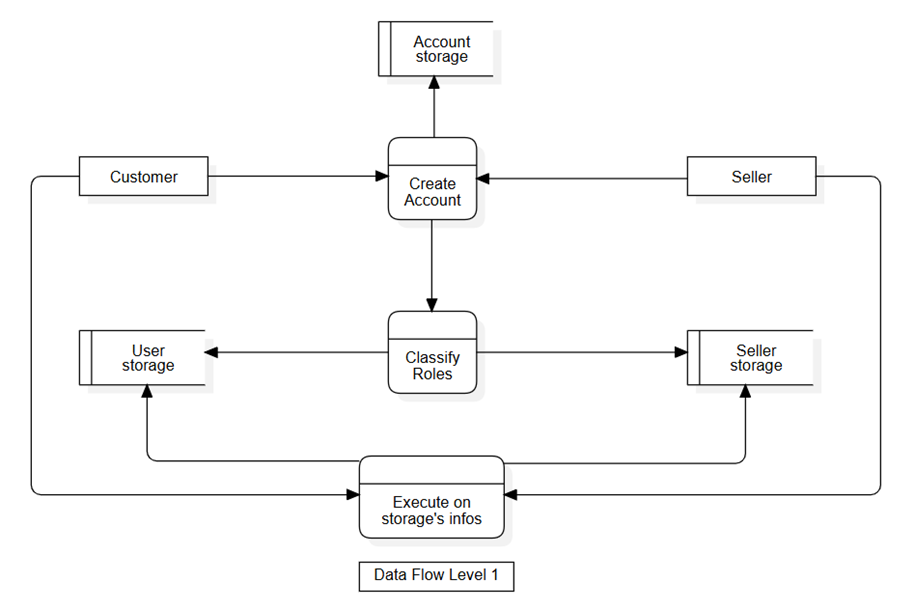 Account
storage
Customer
Create
Account
Seller
User
storage
Classify
Roles
Seller
storage
Execute on
storage's infos
Data Flow Level 1